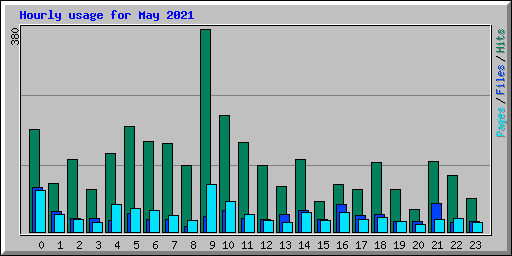 Hourly usage for May 2021
380
Pages/Files/Hits
0 1 2 3 4 5 6 7 8 9 10 11 12 13 14 15 16 17 18 19 20 21 22 23